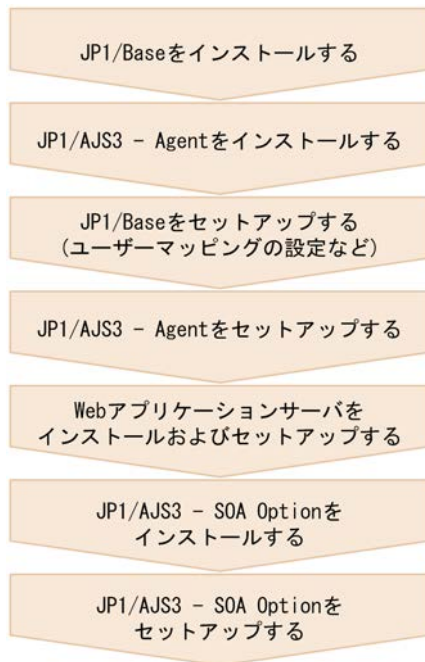 JP1/Baseをインストールする
JP1/AJS3 - Agentをインストールする
JP1/Baseをセットアップする
(ユーザーマッピングの設定など)
JP1/AJS3 - Agentをセットアップする
Webアプリケーションサーバを
インストールおよびセットアップする
JP1/AJS3 - SOA Optionを
インストールする
JP1/AJS3 - SOA Optionを
セットアップする